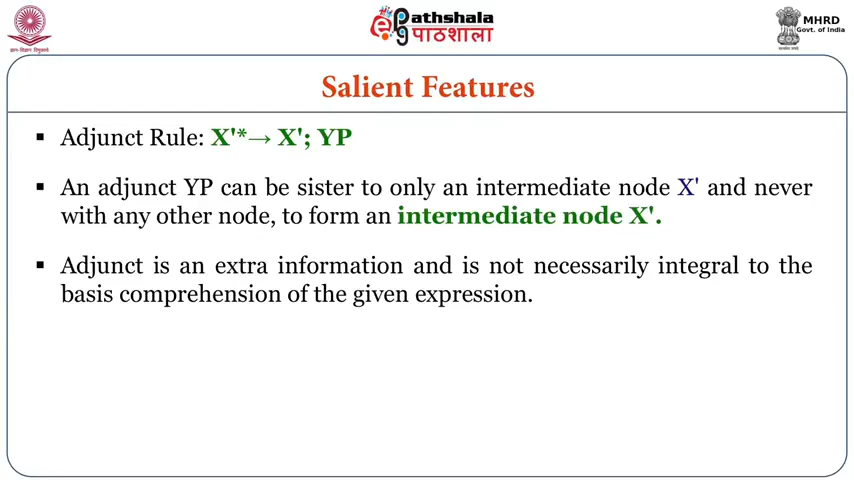 ePathshala
पाठशाला
MHRD
Govt. of India
Salient Features
▪ Adjunct Rule: X'*→ X'; YP
▪ An adjunct YP can be sister to only an intermediate node X' and never
with any other node, to form an intermediate node X'.
▪ Adjunct is an extra information and is not necessarily integral to the
basis comprehension of the given expression.